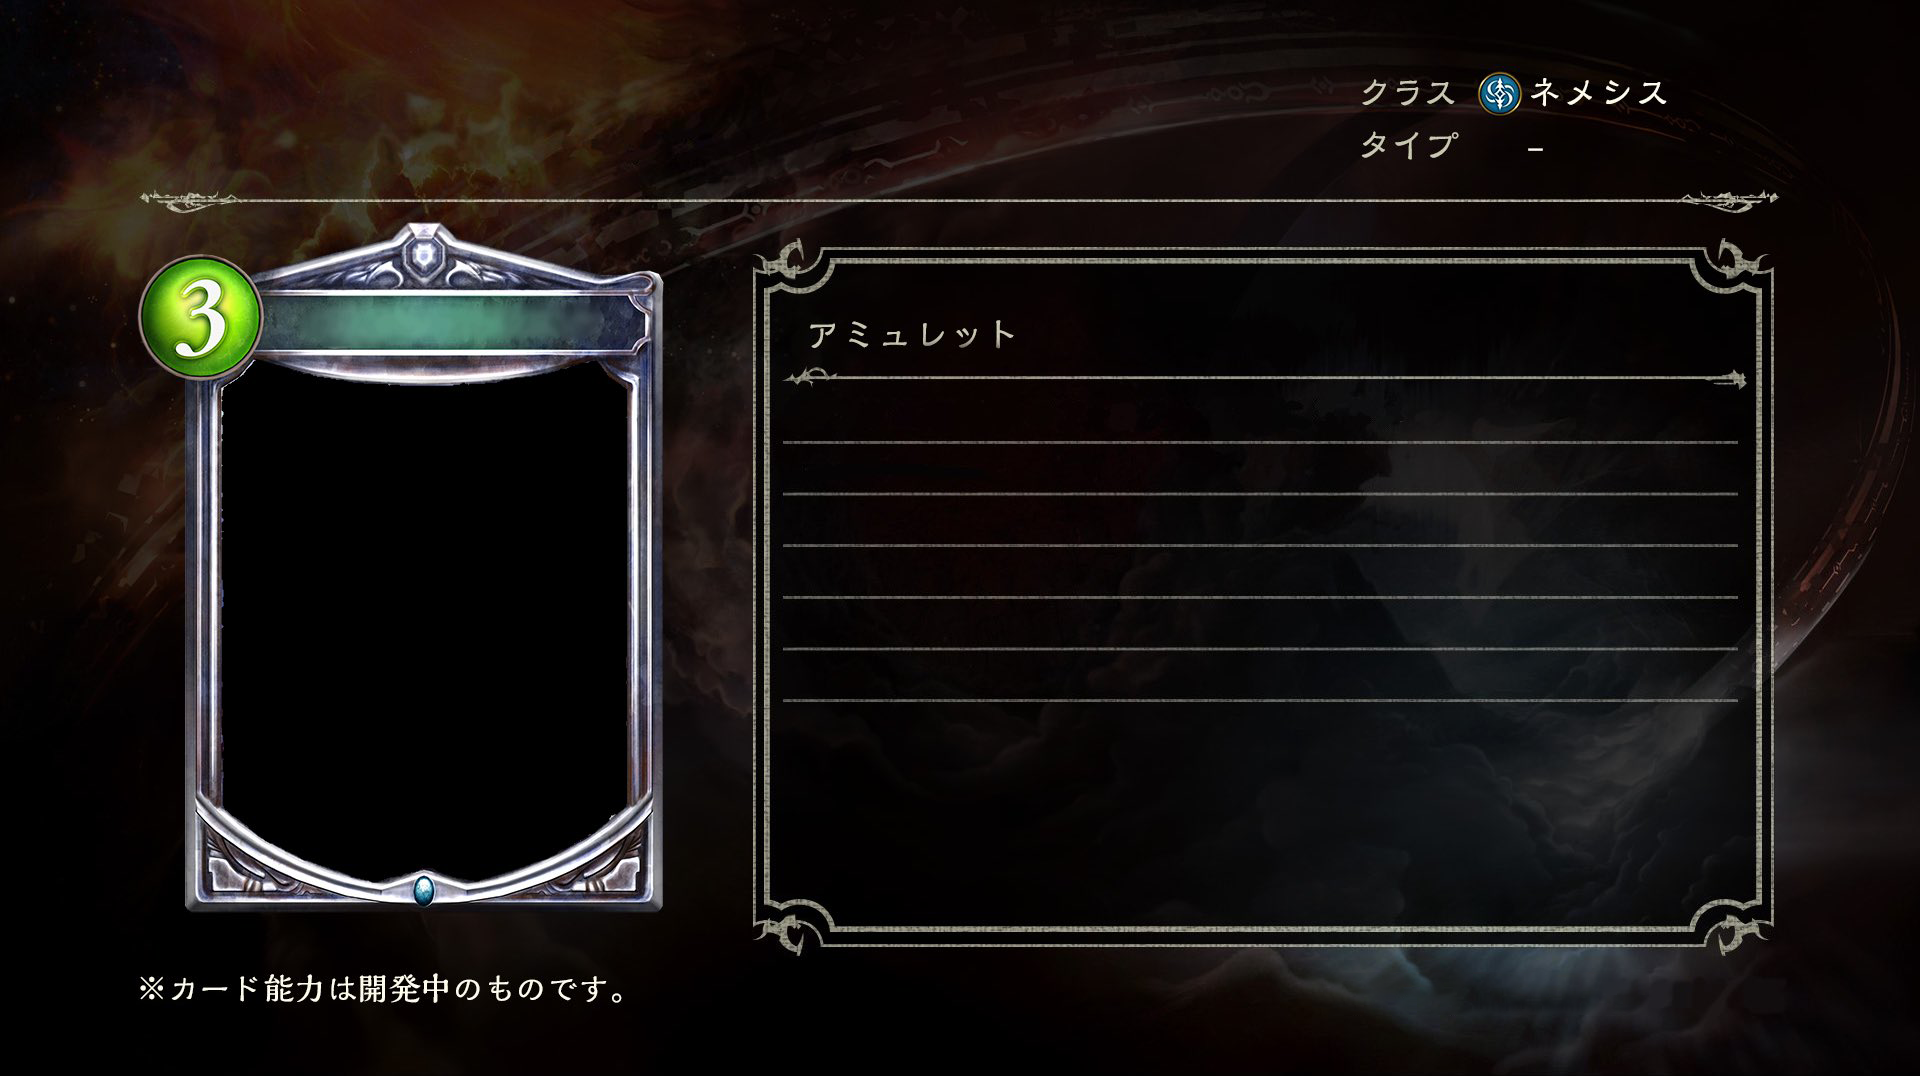 クラス ネメシス
タイプ –
3
アミュレット
※カード能力は開発中のものです。